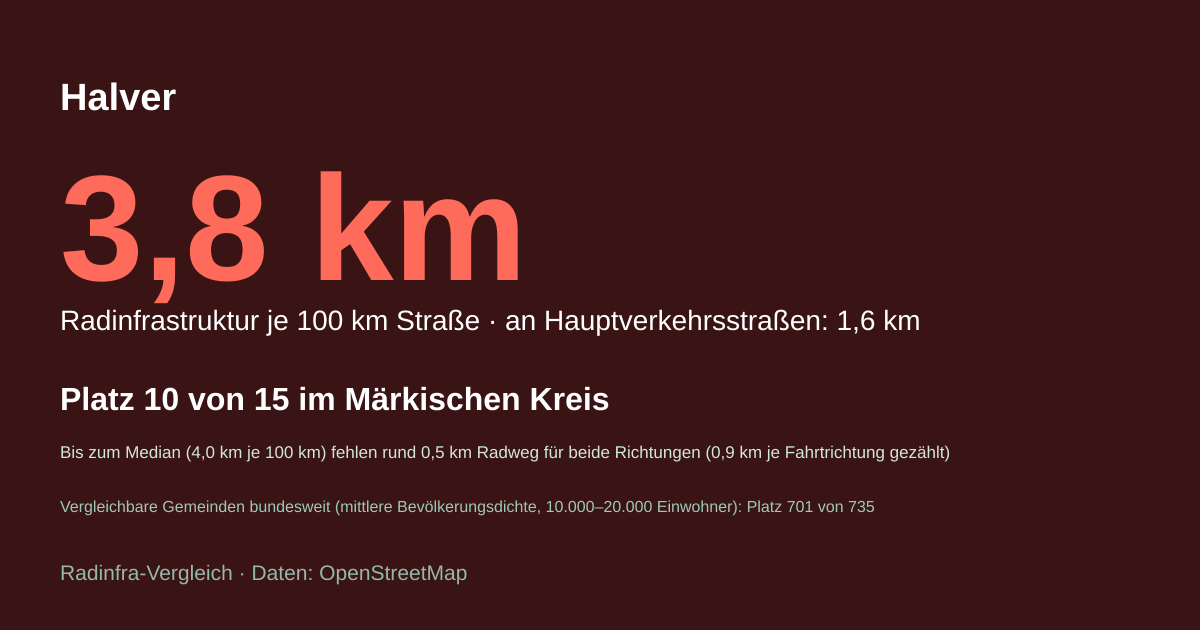 Halver
3,8 km
Radinfrastruktur je 100 km Straße · an Hauptverkehrsstraßen: 1,6 km
Platz 10 von 15 im Märkischen Kreis
Bis zum Median (4,0 km je 100 km) fehlen rund 0,5 km Radweg für beide Richtungen (0,9 km je Fahrtrichtung gezählt)
Vergleichbare Gemeinden bundesweit (mittlere Bevölkerungsdichte, 10.000–20.000 Einwohner): Platz 701 von 735
Radinfra-Vergleich · Daten: OpenStreetMap